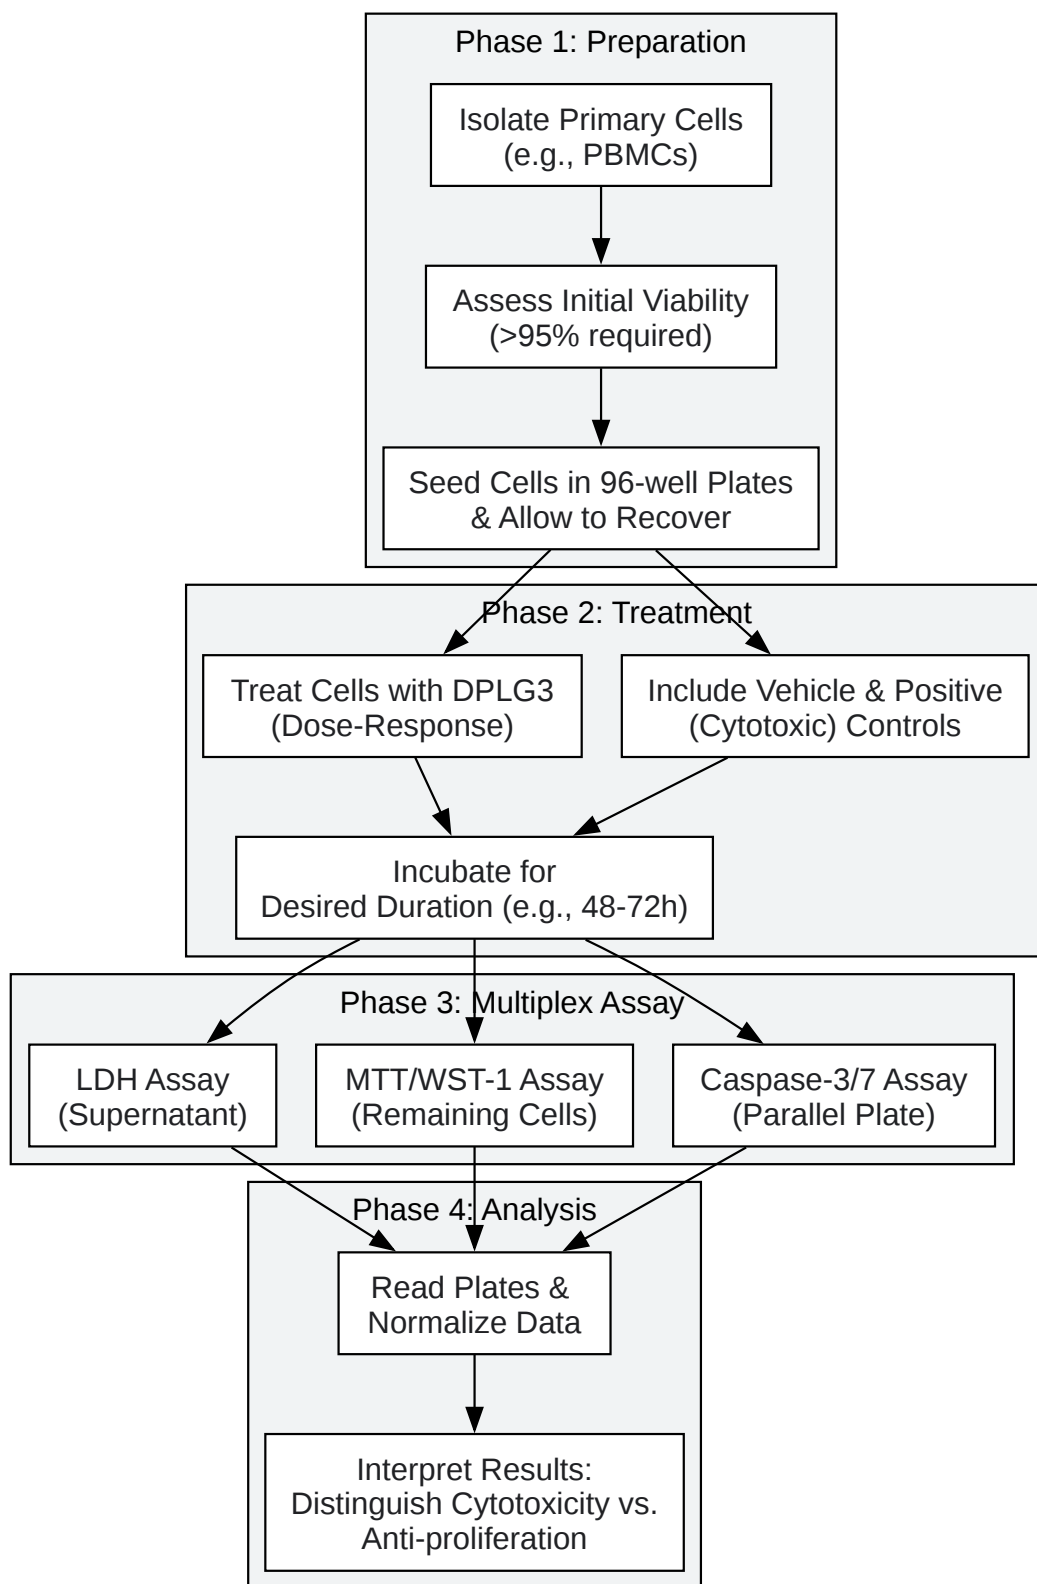 Phase 1: Preparation
Isolate Primary Cells
(e.g., PBMCs)
Assess Initial Viability
(>95% required)
Seed Cells in 96-well Plates
& Allow to Recover
Phase 2: Treatment
Treat Cells with DPLG3
(Dose-Response)
Include Vehicle & Positive
(Cytotoxic) Controls
Incubate for
Desired Duration (e.g., 48-72h)
Phase 3: Multiplex Assay
LDH Assay
(Supernatant)
MTT/WST-1 Assay
(Remaining Cells)
Caspase-3/7 Assay
(Parallel Plate)
Phase 4: Analysis
Read Plates &
Normalize Data
Interpret Results:
Distinguish Cytotoxicity vs.
Anti-proliferation